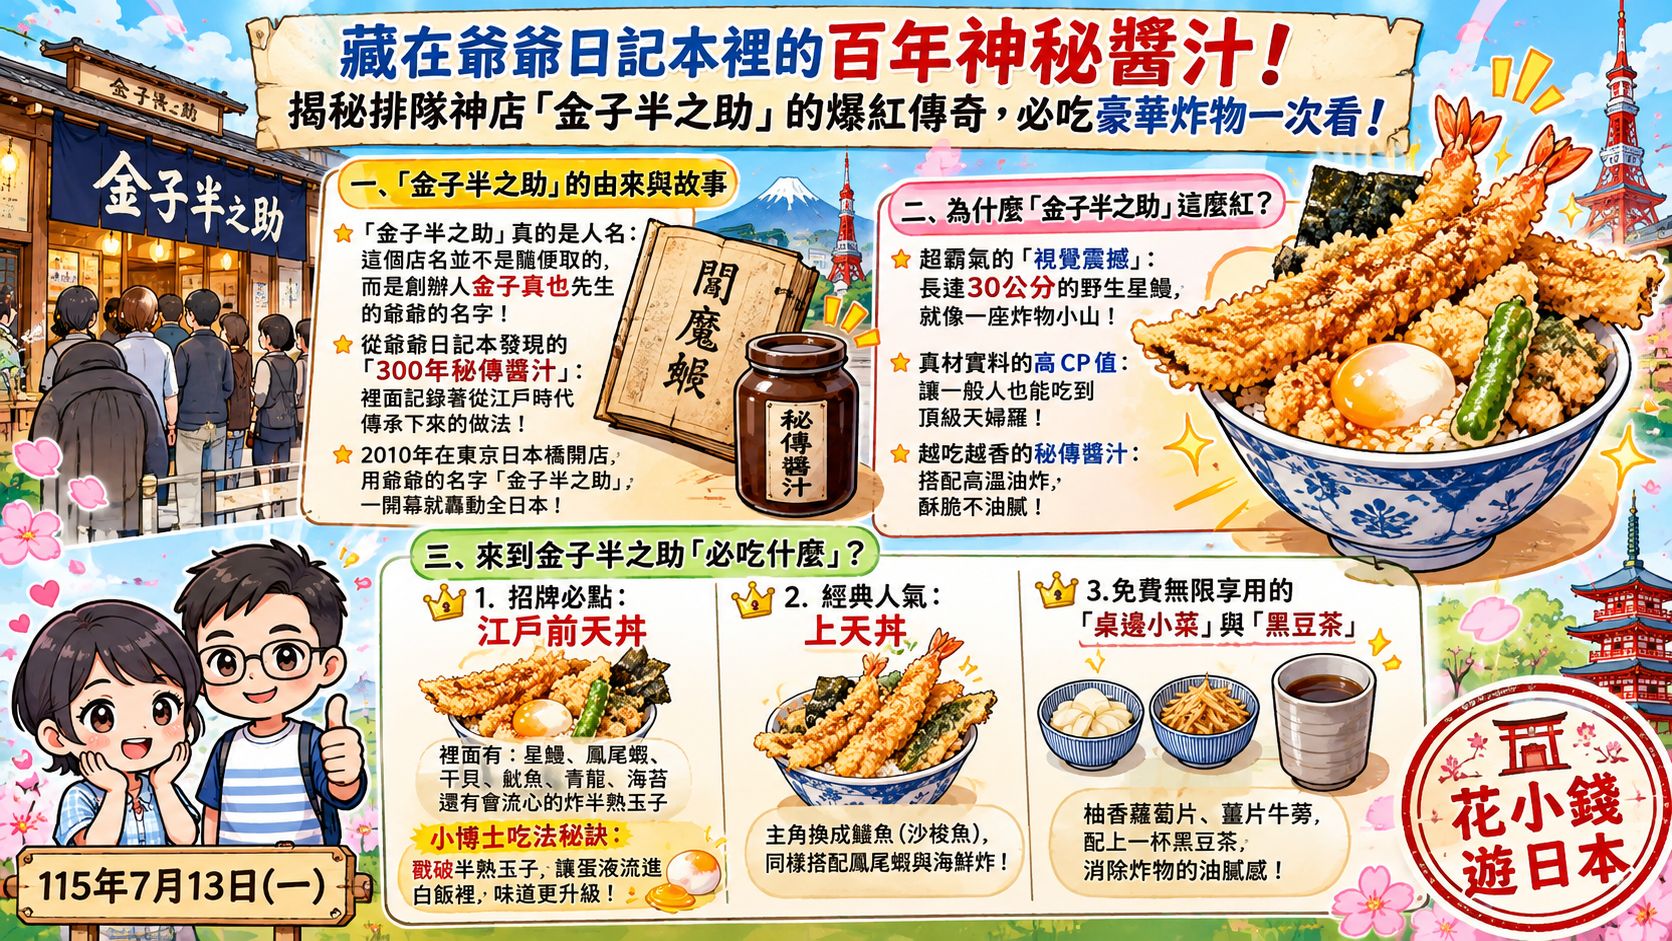 藏在爺爺日記本裡的百年神秘醬汁！
揭秘排隊神店「金子半之助」的爆紅傳奇，必吃豪華炸物一次看！
金子半之助
一、「金子半之助」的由來與故事
「金子半之助」真的是人名：
這個店名並不是隨便取的，
而是創辦人金子真也先生
的爺爺的名字！
從爺爺日記本發現的
「300年秘傳醬汁」：
裡面記錄著從江戶時代
傳承下來的做法！
2010年在東京日本橋開店，
用爺爺的名字「金子半之助」，
一開幕就轟動全日本！
閻魔
秘傳醬汁
二、為什麼「金子半之助」這麼紅？
超霸氣的「視覺震撼」：
長達30公分的野生星鰻，
就像一座炸物小山！
真材實料的高CP值：
讓一般人也能吃到
頂級天婦羅！
越吃越香的秘傳醬汁：
搭配高溫油炸，
酥脆不油膩！
三、來到金子半之助「必吃什麼」？
1. 招牌必點：
江戶前天丼
裡面有：星鰻、鳳尾蝦、
干貝、魷魚、青龍、海苔
還有會流心的炸半熟玉子
小博士吃法秘訣：
戳破半熟玉子，讓蛋液流進
白飯裡，味道更升級！
2. 經典人氣：
上天丼
主角換成鱚魚(沙梭魚)，
同樣搭配鳳尾蝦與海鮮炸！
3.免費無限享用的
「桌邊小菜」與「黑豆茶」
柚香蘿蔔片、薑片牛蒡，
配上一杯黑豆茶，
消除炸物的油膩感！
115年7月13日(一)
花小錢
遊日本